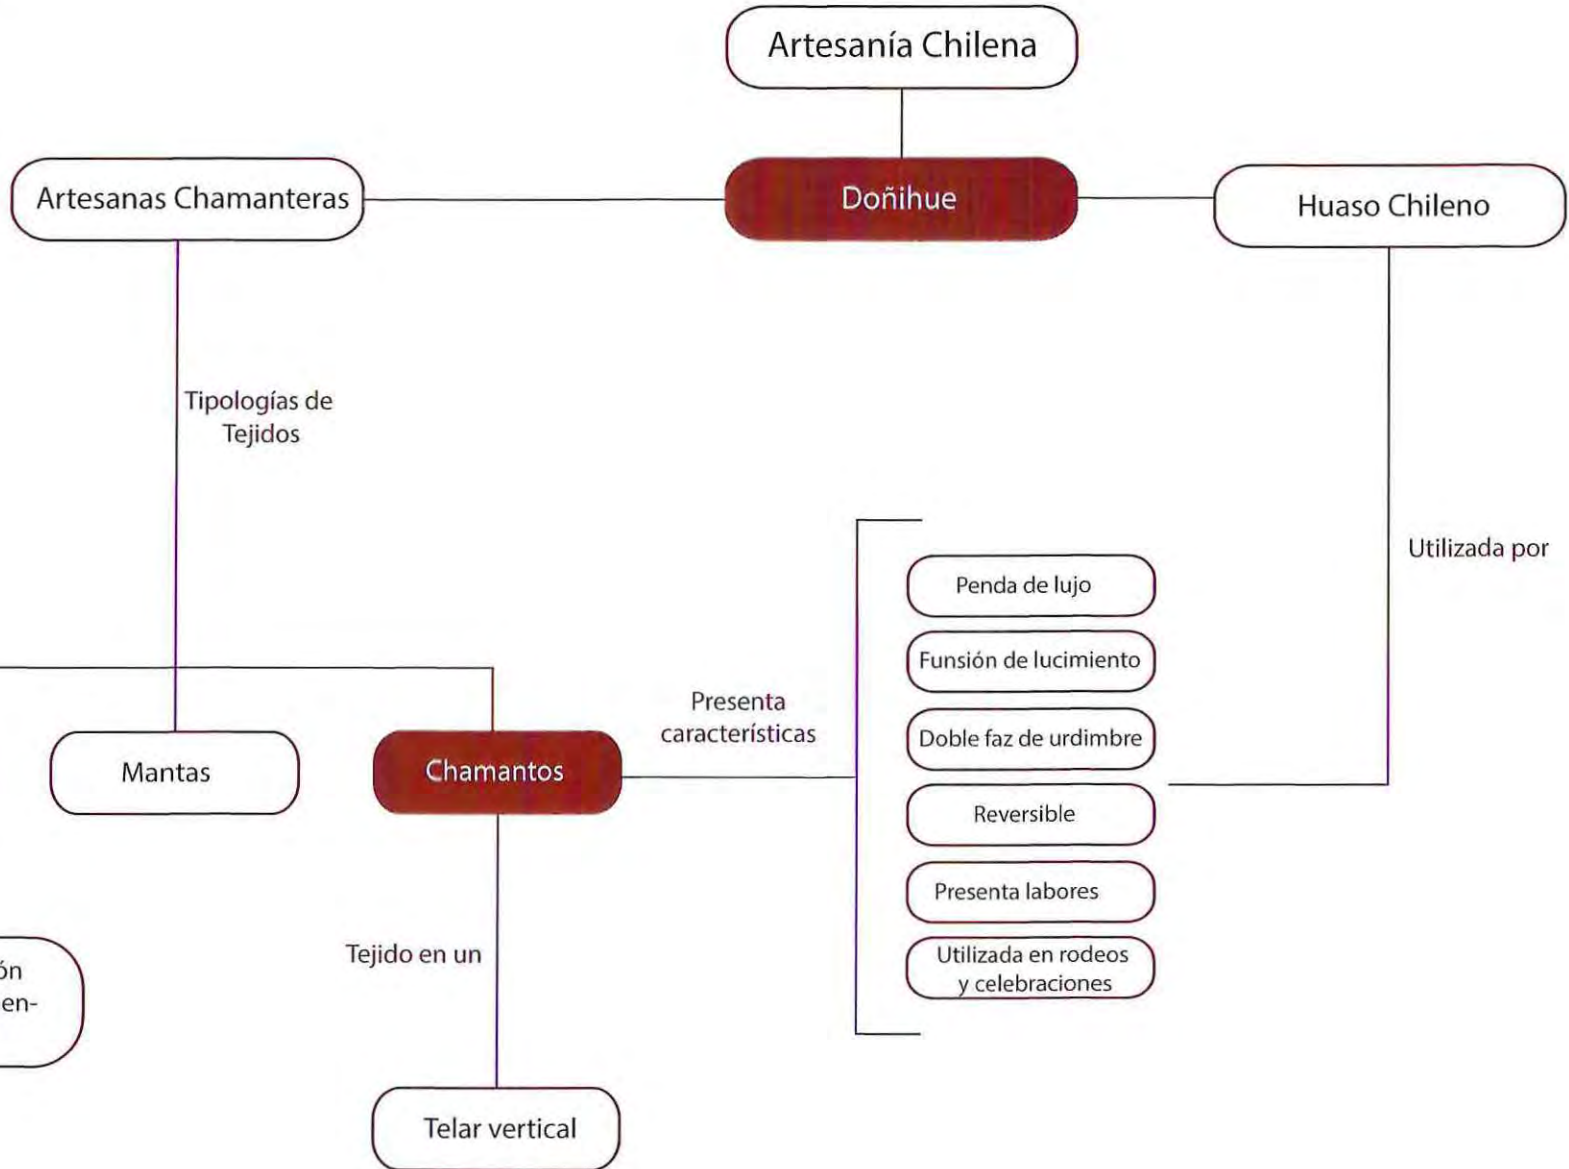 Artesanía Chilena
Artesanas Chamanteras
Doñihue
Huaso Chileno
Tipologías de
Tejidos
Utilizada por
Mantas
Chamantos
Presenta
características
Penda de lujo
Funsión de lucimiento
Doble faz de urdimbre
Reversible
Presenta labores
Utilizada en rodeos
y celebraciones
ón
en-
Tejido en un
Telar vertical